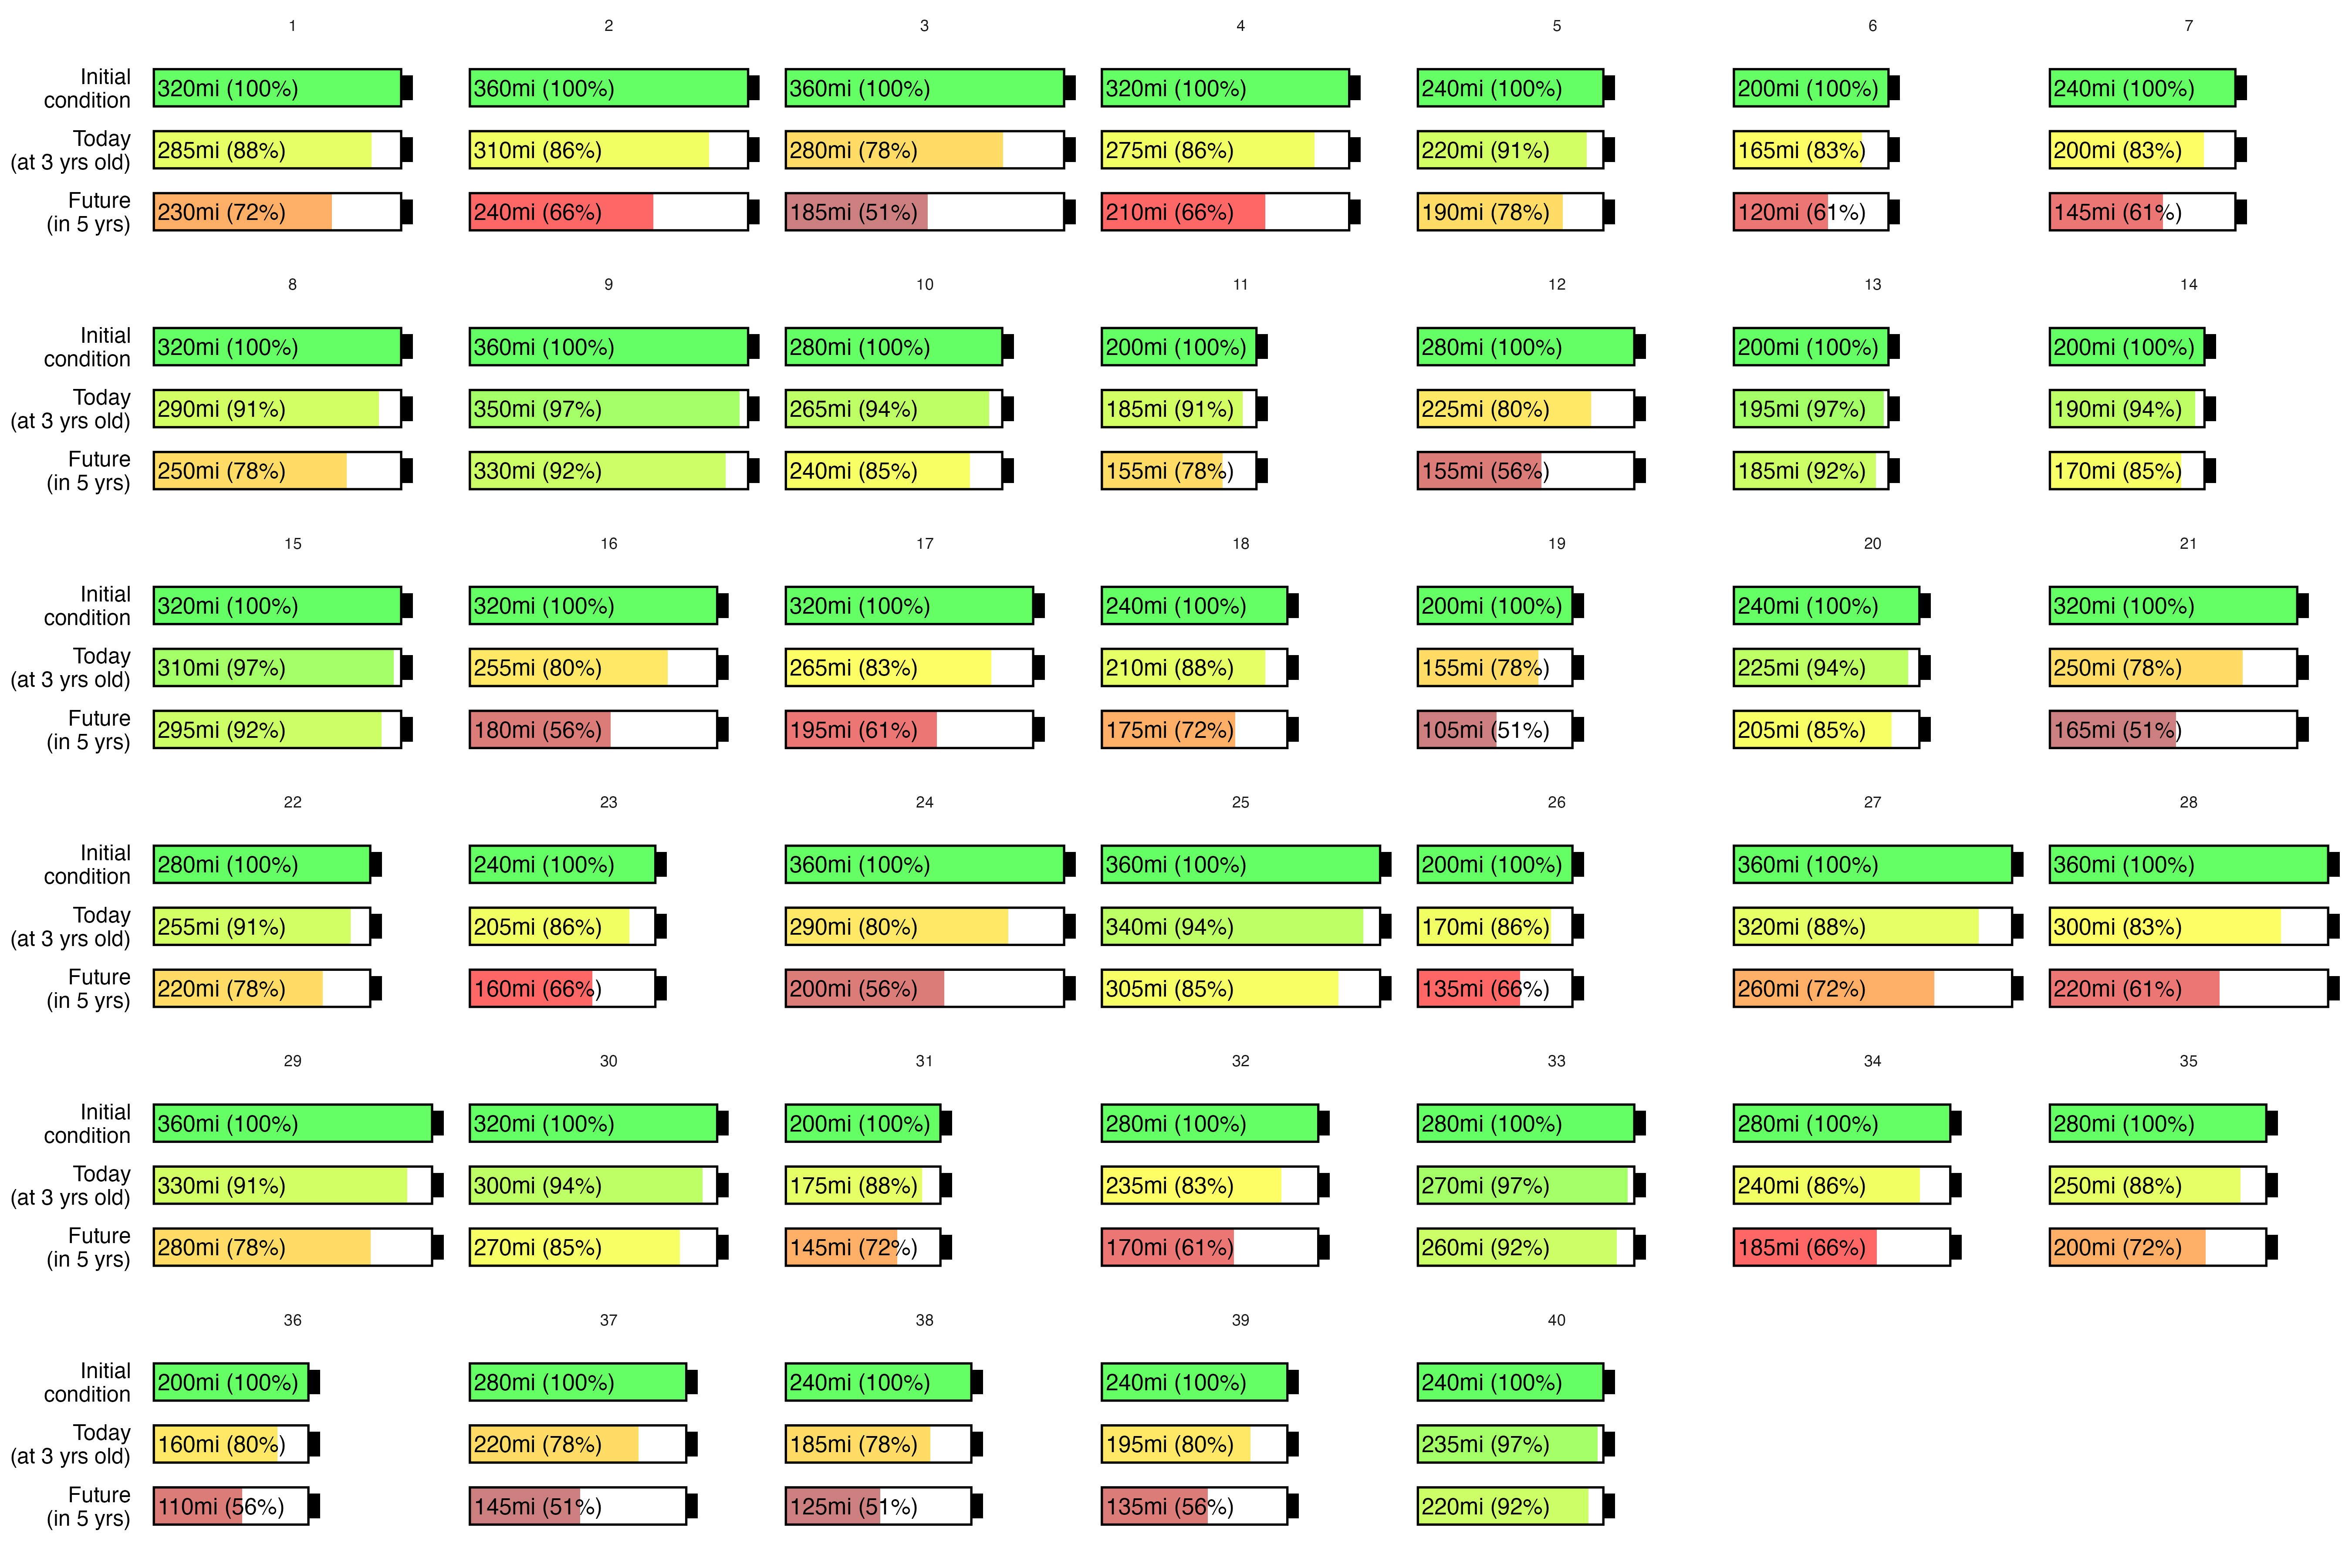 1 2 3 4 5 6 7
Initial
condition
320mi (100%) 360mi (100%) 360mi (100%) 320mi (100%) 240mi (100%) 200mi (100%) 240mi (100%)
Today
(at 3 yrs old)
285mi (88%) 310mi (86%) 280mi (78%) 275mi (86%) 220mi (91%) 165mi (83%) 200mi (83%)
Future
(in 5 yrs)
230mi (72%) 240mi (66%) 185mi (51%) 210mi (66%) 190mi (78%) 120mi (61%) 145mi (61%)
8 9 10 11 12 13 14
Initial
condition
320mi (100%) 360mi (100%) 280mi (100%) 200mi (100%) 280mi (100%) 200mi (100%) 200mi (100%)
Today
(at 3 yrs old)
290mi (91%) 350mi (97%) 265mi (94%) 185mi (91%) 225mi (80%) 195mi (97%) 190mi (94%)
Future
(in 5 yrs)
250mi (78%) 330mi (92%) 240mi (85%) 155mi (78%) 155mi (56%) 185mi (92%) 170mi (85%)
15 16 17 18 19 20 21
Initial
condition
320mi (100%) 320mi (100%) 320mi (100%) 240mi (100%) 200mi (100%) 240mi (100%) 320mi (100%)
Today
(at 3 yrs old)
310mi (97%) 255mi (80%) 265mi (83%) 210mi (88%) 155mi (78%) 225mi (94%) 250mi (78%)
Future
(in 5 yrs)
295mi (92%) 180mi (56%) 195mi (61%) 175mi (72%) 105mi (51%) 205mi (85%) 165mi (51%)
22 23 24 25 26 27 28
Initial
condition
280mi (100%) 240mi (100%) 360mi (100%) 360mi (100%) 200mi (100%) 360mi (100%) 360mi (100%)
Today
(at 3 yrs old)
255mi (91%) 205mi (86%) 290mi (80%) 340mi (94%) 170mi (86%) 320mi (88%) 300mi (83%)
Future
(in 5 yrs)
220mi (78%) 160mi (66%) 200mi (56%) 305mi (85%) 135mi (66%) 260mi (72%) 220mi (61%)
29 30 31 32 33 34 35
Initial
condition
360mi (100%) 320mi (100%) 200mi (100%) 280mi (100%) 280mi (100%) 280mi (100%) 280mi (100%)
Today
(at 3 yrs old)
330mi (91%) 300mi (94%) 175mi (88%) 235mi (83%) 270mi (97%) 240mi (86%) 250mi (88%)
Future
(in 5 yrs)
280mi (78%) 270mi (85%) 145mi (72%) 170mi (61%) 260mi (92%) 185mi (66%) 200mi (72%)
36 37 38 39 40
Initial
condition
200mi (100%) 280mi (100%) 240mi (100%) 240mi (100%) 240mi (100%)
Today
(at 3 yrs old)
160mi (80%) 220mi (78%) 185mi (78%) 195mi (80%) 235mi (97%)
Future
(in 5 yrs)
110mi (56%) 145mi (51%) 125mi (51%) 135mi (56%) 220mi (92%)